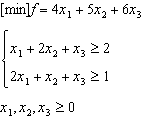 [min]f = 4x₁ + 5x₂ + 6x₃
x₁ + 2x₂ + x₃ ≥ 2
2x₁ + x₂ + x₃ ≥ 1
x₁, x₂, x₃ ≥ 0